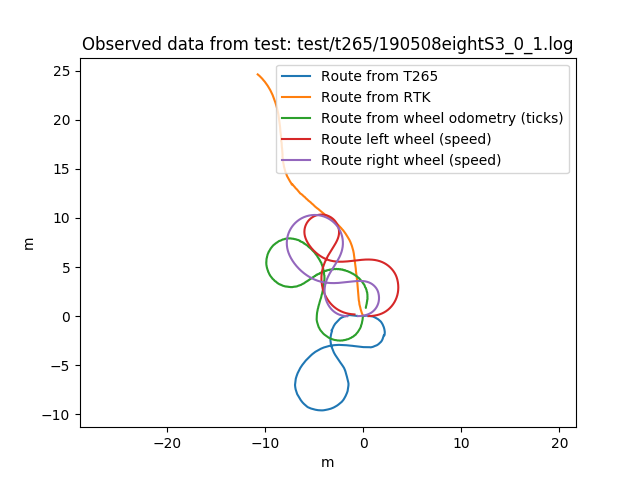 Observed data from test: test/t265/190508eightS3_0_1.log
Route from T265
Route from RTK
Route from wheel odometry (ticks)
Route left wheel (speed)
Route right wheel (speed)
25
20
15
10
5
0
−5
−10
m
−20
−10
0
10
20
m